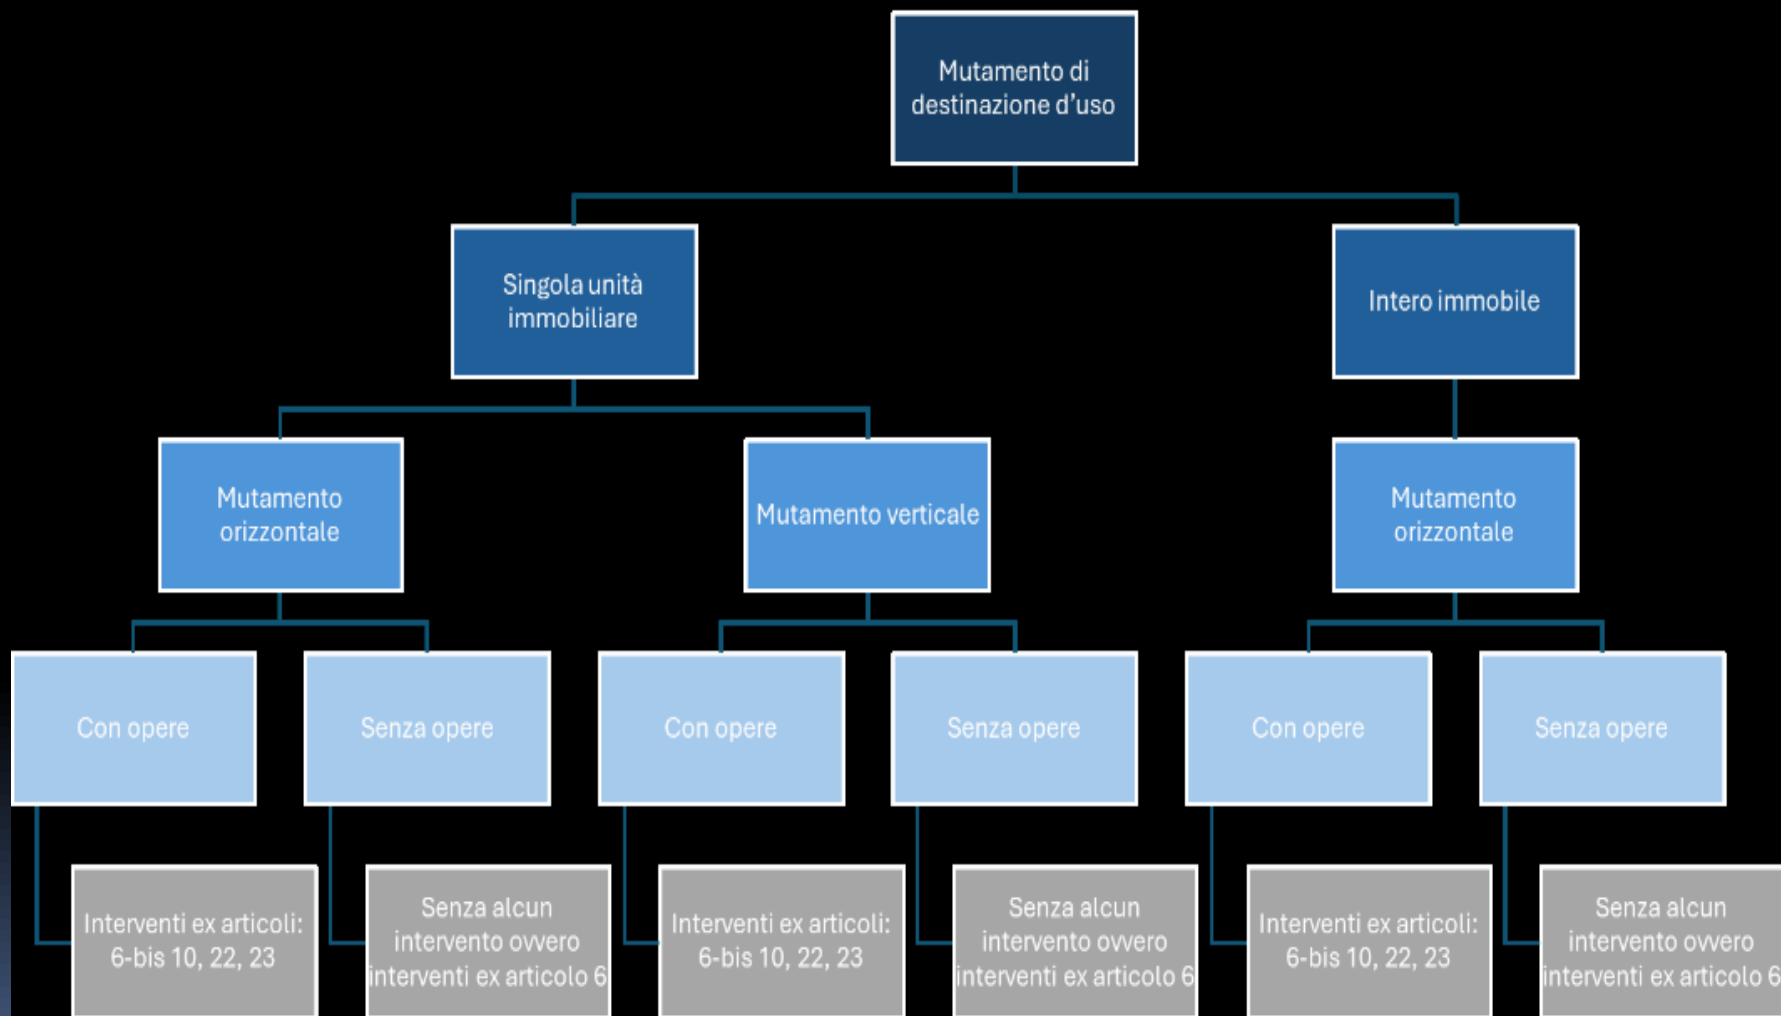 Mutamento di
destinazione d'uso
Singola unità
immobiliare
Intero immobile
Mutamento
orizzontale
Mutamento verticale
Mutamento
orizzontale
Con opere
Senza opere
Con opere
Senza opere
Con opere
Senza opere
Interventi ex articoli:
6-bis 10, 22, 23
Senza alcun
intervento ovvero
interventi ex articolo 6
Interventi ex articoli:
6-bis 10, 22, 23
Senza alcun
intervento ovvero
interventi ex articolo 6
Interventi ex articoli:
6-bis 10, 22, 23
Senza alcun
intervento ovvero
interventi ex articolo 6